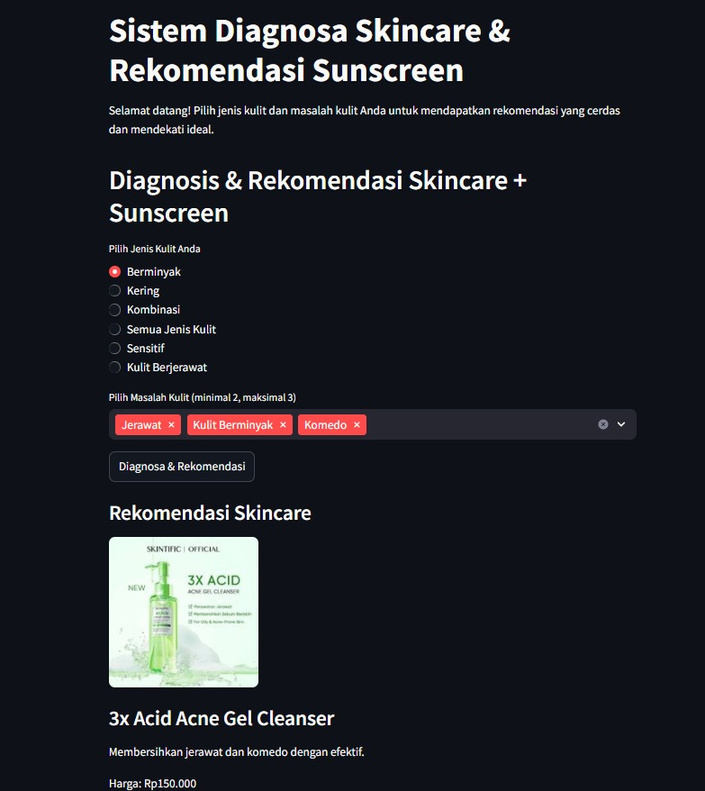 Sistem Diagnosa Skincare &
Rekomendasi Sunscreen
Selamat datang! Pilih jenis kulit dan masalah kulit Anda untuk mendapatkan rekomendasi yang cerdas
dan mendekati ideal.
Diagnosis & Rekomendasi Skincare +
Sunscreen
Pilih Jenis Kulit Anda
Berminyak
Kering
Kombinasi
Semua Jenis Kulit
Sensitif
Kulit Berjerawat
Pilih Masalah Kulit (minimal 2, maksimal 3)
Jerawat × Kulit Berminyak × Komedo ×
Diagnosa & Rekomendasi
Rekomendasi Skincare
SKINTIFIC | OFFICIAL
NEW
3X ACID
ACNE GEL CLEANSER
Perawatan Jerawat
Membersihkan Sebum Berlebih
For Oily & Acne-Prone Skin
3x Acid Acne Gel Cleanser
Membersihkan jerawat dan komedo dengan efektif.
Harga: Rp150.000